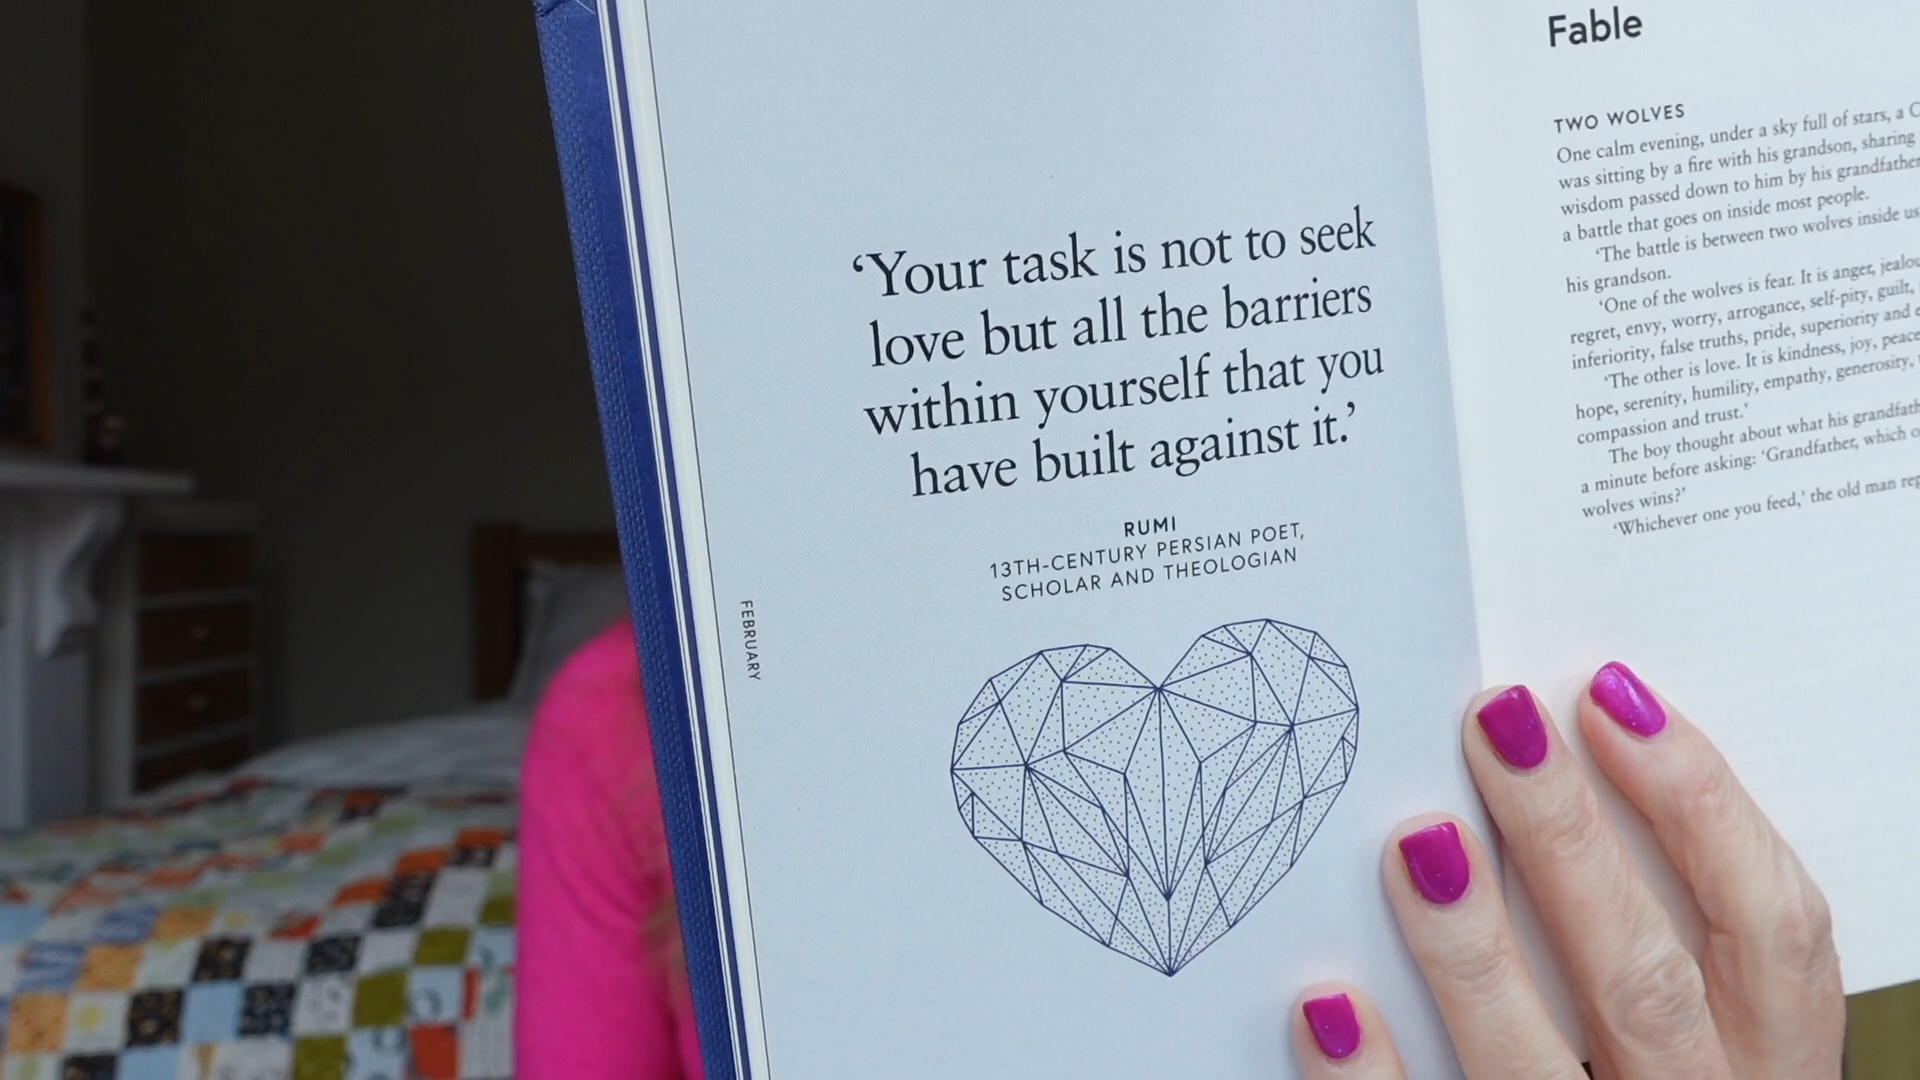 ‘Your task is not to seek
love but all the barriers
within yourself that you
have built against it.’
RUMI
13TH-CENTURY PERSIAN POET,
SCHOLAR AND THEOLOGIAN
FEBRUARY
Fable
TWO WOLVES
One calm evening, under a sky full of stars, a
was sitting by a fire with his grandson, sharing
wisdom passed down to him by his grandfather
a battle that goes on inside most people.
‘The battle is between two wolves inside us
his grandson.
‘One of the wolves is fear. It is anger,
regret, envy, worry, arrogance, self-pity, guilt,
inferiority, false truths, pride, superiority and
‘The other is love. It is kindness, joy, peace
hope, serenity, humility, empathy, generosity,
compassion and trust.’
The boy thought about what his
a minute before asking: ‘Grandfather, which
wolves wins?’
‘Whichever one you feed,’ the old man